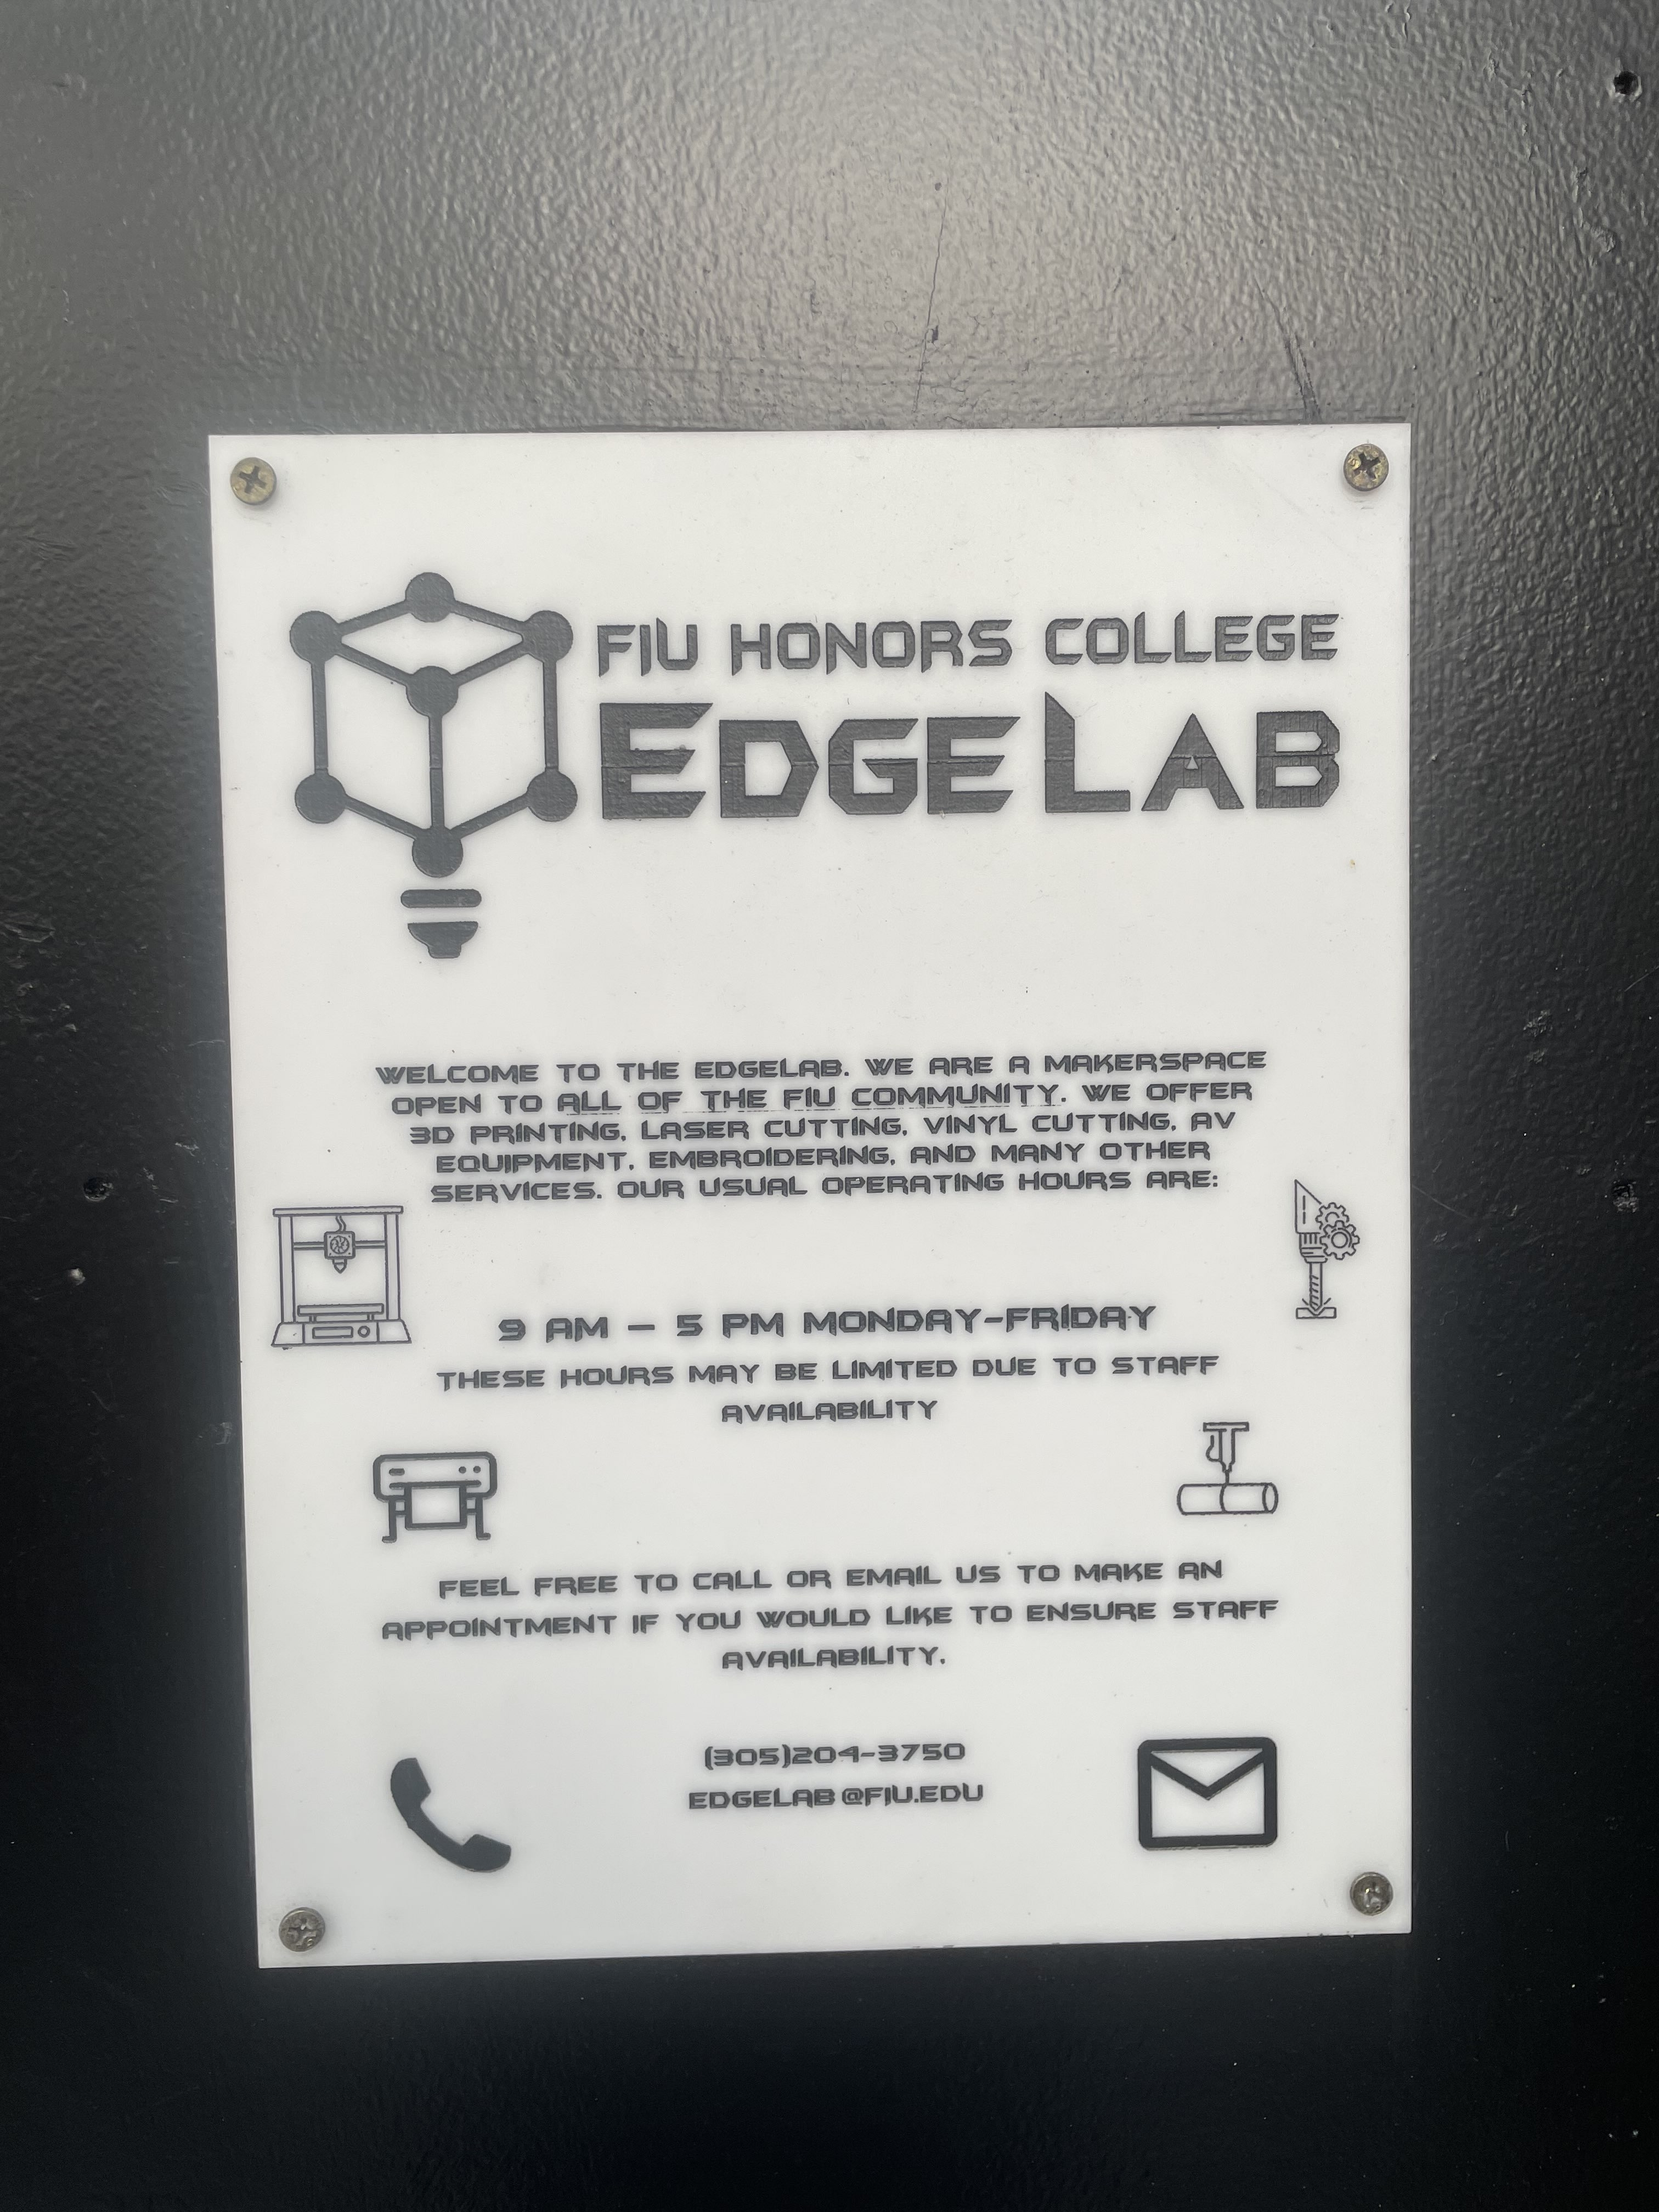 FIU HONORS COLLEGE
EDGELAB
WELCOME TO THE EDGELAB. WE ARE A MAKERSPACE
OPEN TO ALL OF THE FIU COMMUNITY. WE OFFER
3D PRINTING, LASER CUTTING, VINYL CUTTING, AV
EQUIPMENT, EMBROIDERING, AND MANY OTHER
SERVICES. OUR USUAL OPERATING HOURS ARE:
9 AM – 5 PM MONDAY-FRIDAY
THESE HOURS MAY BE LIMITED DUE TO STAFF
AVAILABILITY
FEEL FREE TO CALL OR EMAIL US TO MAKE AN
APPOINTMENT IF YOU WOULD LIKE TO ENSURE STAFF
AVAILABILITY.
(305)204-3750
EDGELAB@FIU.EDU